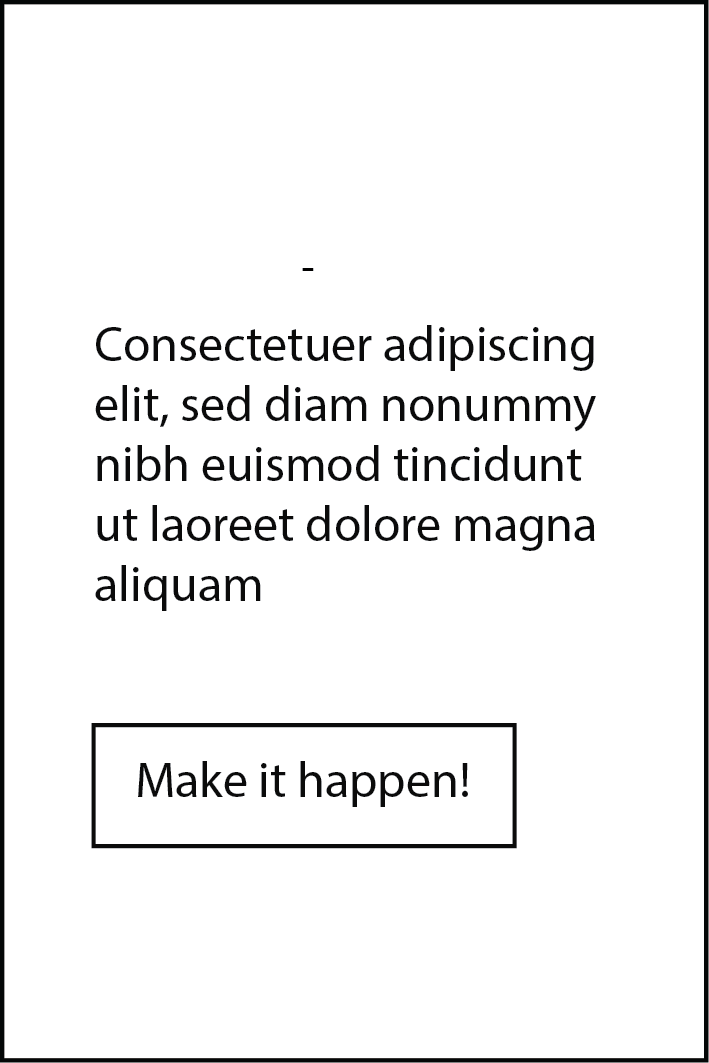 -
Consectetuer adipiscing
elit, sed diam nonummy
nibh euismod tincidunt
ut laoreet dolore magna
aliquam
Make it happen!